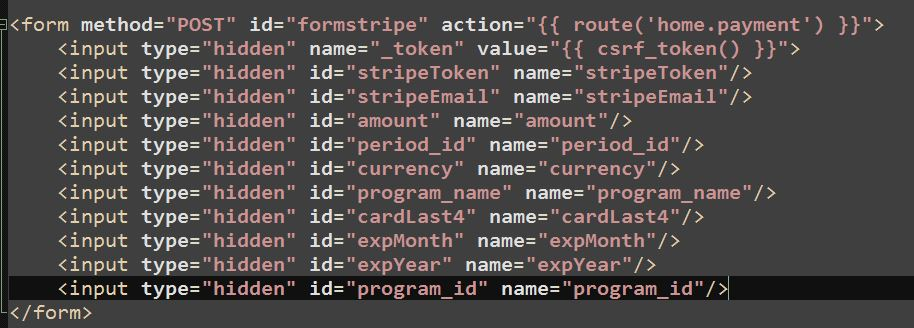 <form method="POST" id="formstripe" action="{{ route('home.payment') }}">
    <input type="hidden" name="_token" value="{{ csrf_token() }}">
    <input type="hidden" id="stripeToken" name="stripeToken"/>
    <input type="hidden" id="stripeEmail" name="stripeEmail"/>
    <input type="hidden" id="amount" name="amount"/>
    <input type="hidden" id="period_id" name="period_id"/>
    <input type="hidden" id="currency" name="currency"/>
    <input type="hidden" id="program_name" name="program_name"/>
    <input type="hidden" id="cardLast4" name="cardLast4"/>
    <input type="hidden" id="expMonth" name="expMonth"/>
    <input type="hidden" id="expYear" name="expYear"/>
    <input type="hidden" id="program_id" name="program_id"/>
</form>